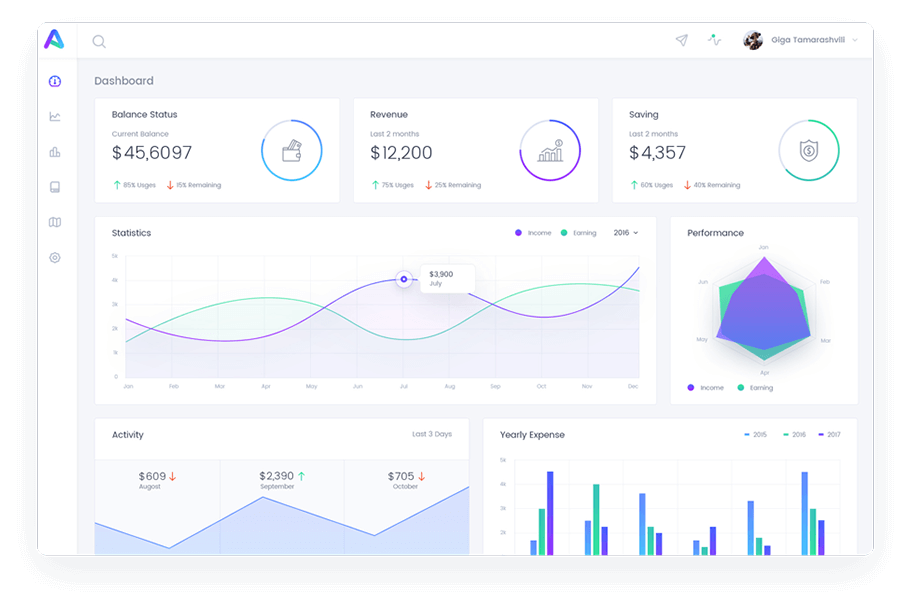 Giga Tamarashvili
Dashboard
Balance Status
Current Balance
$45,6097
85% Usges 15% Remaining
Revenue
Last 2 months
$12,200
75% Usges 25% Remaining
Saving
Last 2 months
$4,357
60% Usges 40% Remaining
Statistics
Income Earning 2016
5k
4k
3k
2k
1K
0
$3,900
July
Jan Feb Mar Apr May Jun Jul Aug Sep Oct Nov Dec
Performance
Jan
Jun Feb
May Mar
Apr
Income Earning
Activity Last 3 Days
$609 $2,390 $705
August September October
Yearly Expense 2015 2016 2017
5k
4k
3k
2k